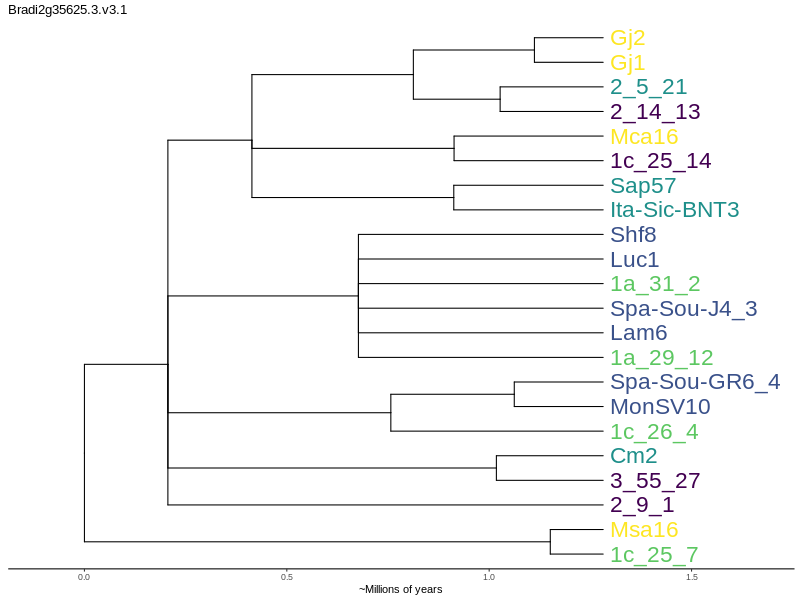 Bradi2g35625.3.v3.1
Gj2
Gj1
2_5_21
2_14_13
Mca16
1c_25_14
Sap57
Ita-Sic-BNT3
Shf8
Luc1
1a_31_2
Spa-Sou-J4_3
Lam6
1a_29_12
Spa-Sou-GR6_4
MonSV10
1c_26_4
Cm2
3_55_27
2_9_1
Msa16
1c_25_7
0.0 0.5 1.0 1.5
~Millions of years